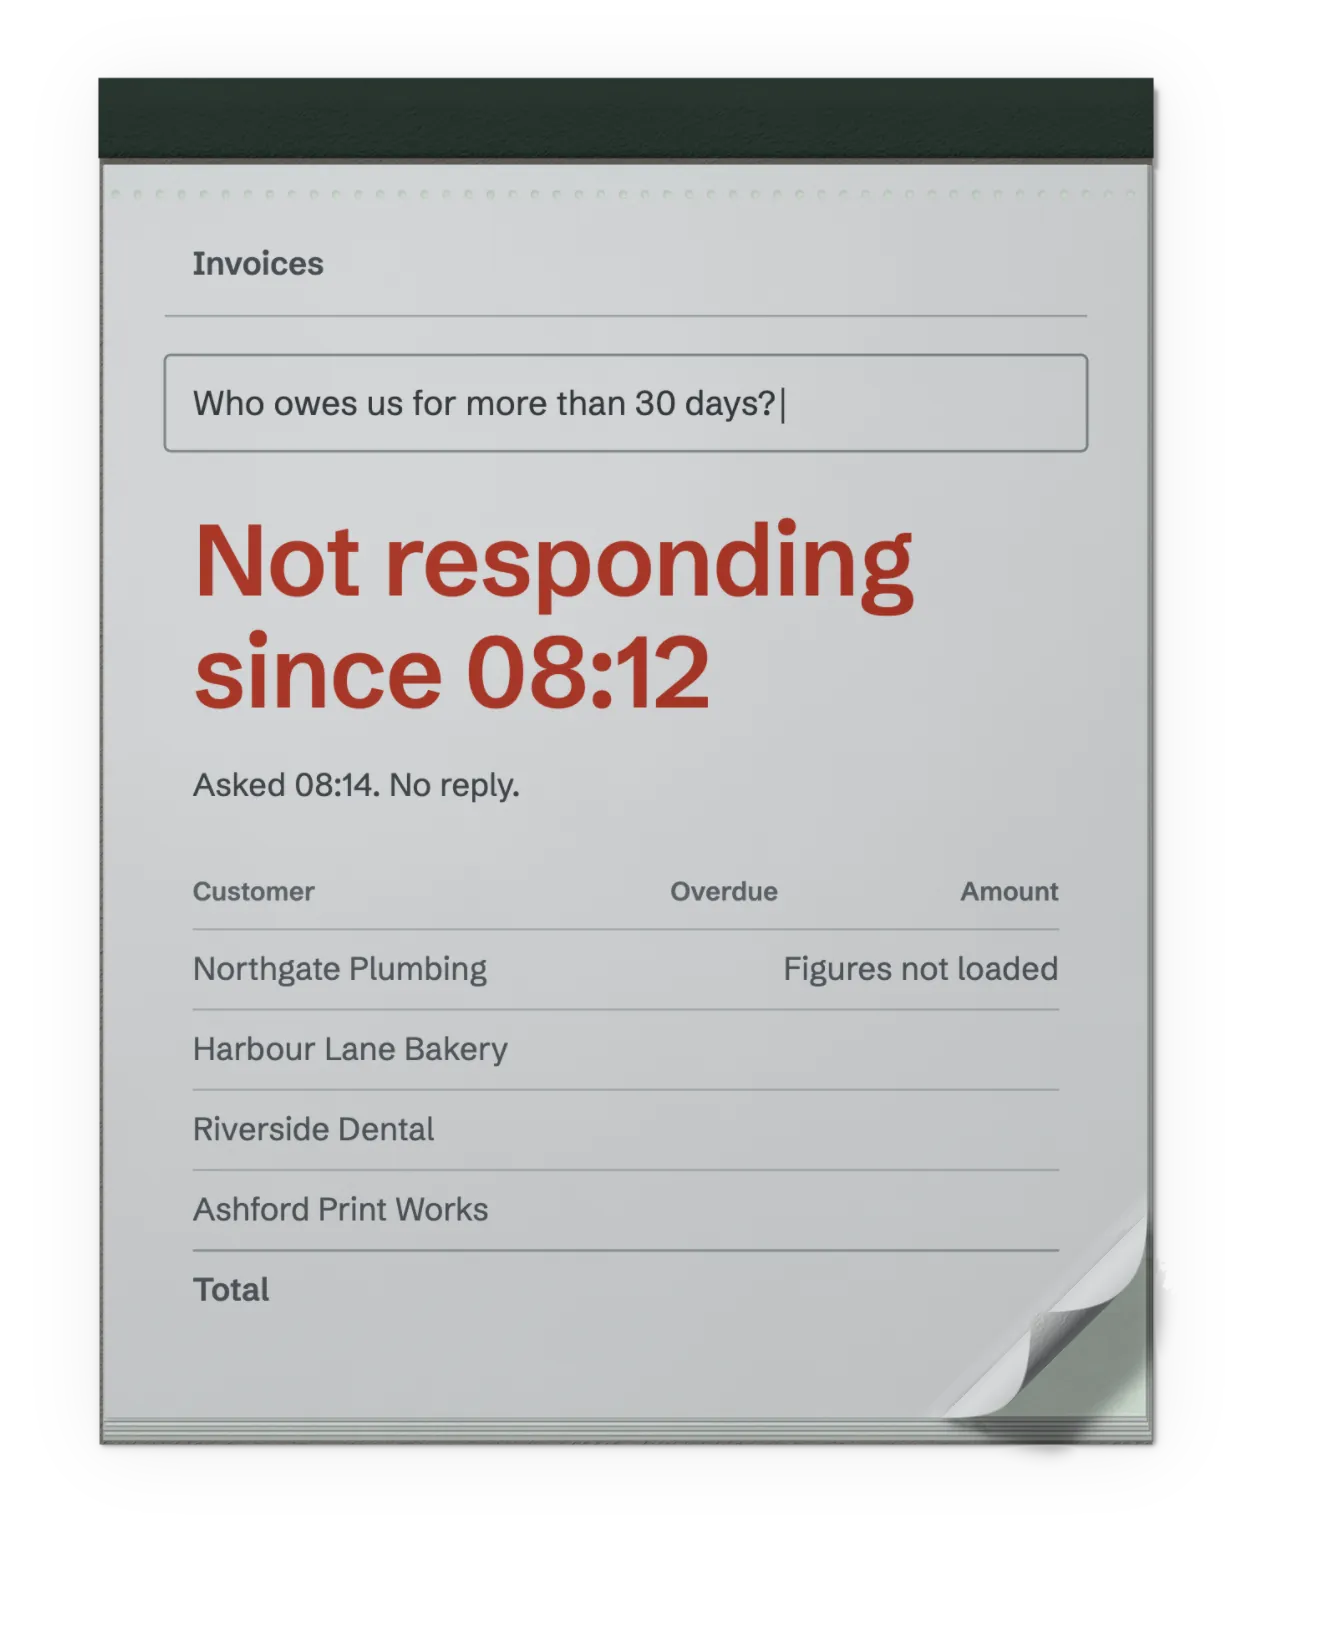 Invoices
Who owes us for more than 30 days?
Not responding
since 08:12
Asked 08:14. No reply.
Customer Overdue Amount
Northgate Plumbing Figures not loaded
Harbour Lane Bakery
Riverside Dental
Ashford Print Works
Total